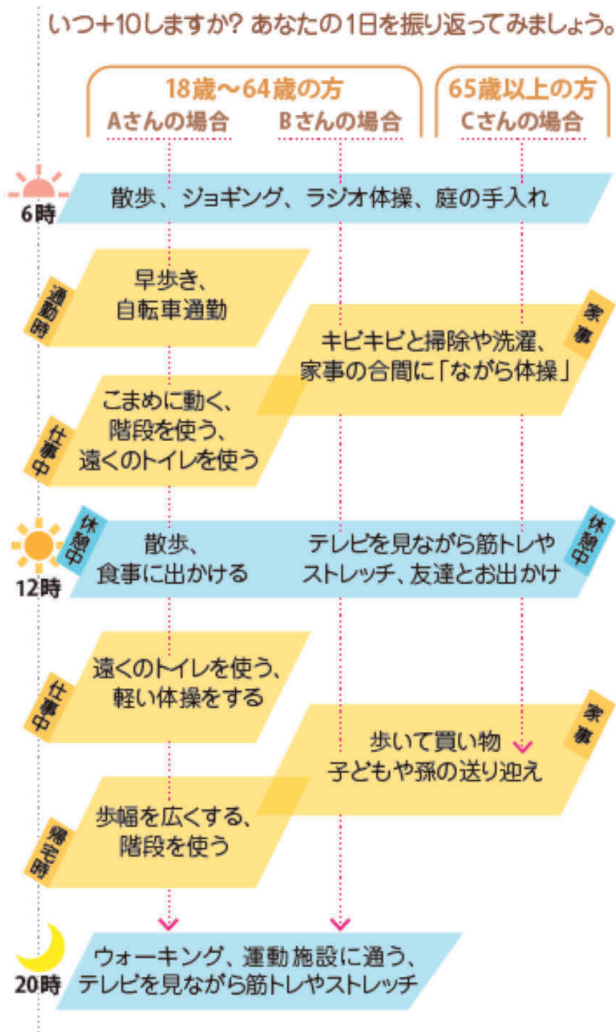 いつ+10しますか? あなたの1日を振り返ってみましょう。
18歳～64歳の方
65歳以上の方
Aさんの場合
Bさんの場合
Cさんの場合
6時
散歩、ジョギング、ラジオ体操、庭の手入れ
通勤時
早歩き、
自転車通勤
家事
キビキビと掃除や洗濯、
家事の合間に「ながら体操」
仕事中
こまめに動く、
階段を使う、
遠くのトイレを使う
12時
休憩中
散歩、
食事に出かける
テレビを見ながら筋トレや
ストレッチ、友達とお出かけ
休憩中
仕事中
遠くのトイレを使う、
軽い体操をする
家事
歩いて買い物
子どもや孫の送り迎え
帰宅時
歩幅を広くする、
階段を使う
20時
ウォーキング、運動施設に通う、
テレビを見ながら筋トレやストレッチ